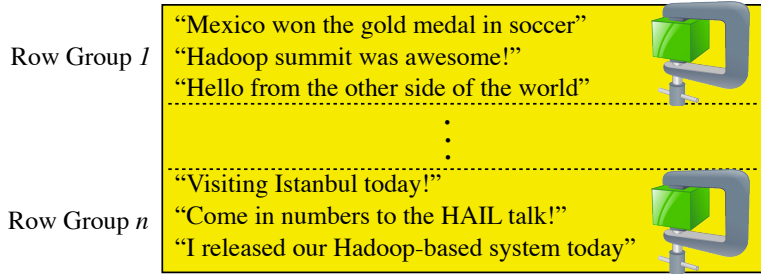 “Mexico won the gold medal in soccer”
Row Group 1
“Hadoop summit was awesome!”
“Hello from the other side of the world”
“Visiting Istanbul today!”
Row Group n
“Come in numbers to the HAIL talk!”
“I released our Hadoop-based system today”